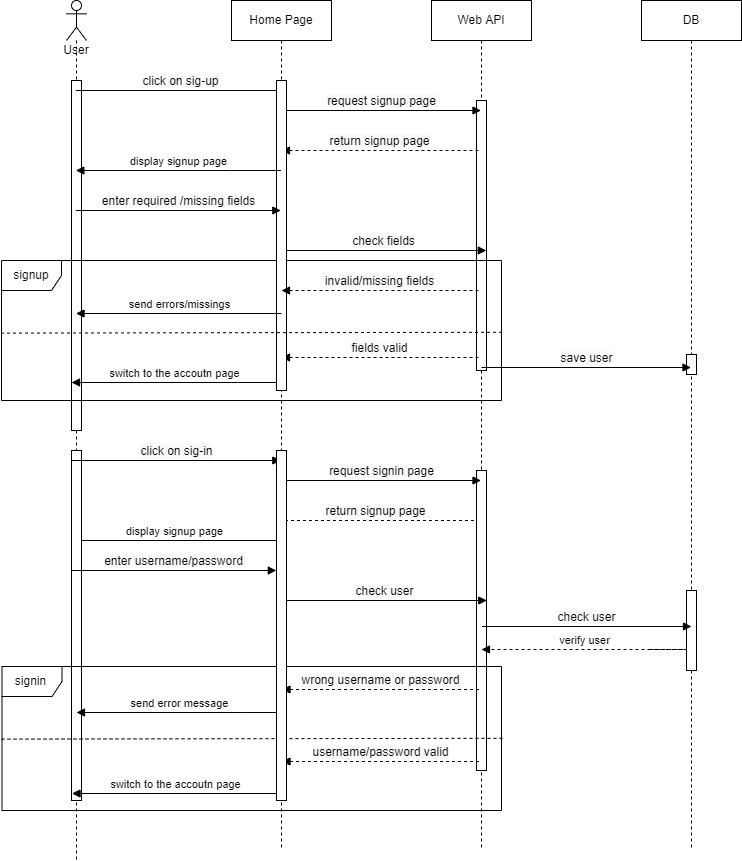 User
Home Page
Web API
DB
click on sig-up
request signup page
return signup page
display signup page
enter required /missing fields
check fields
signup
invalid/missing fields
send errors/missings
fields valid
save user
switch to the accoutn page
click on sig-in
request signin page
return signup page
display signup page
enter username/password
check user
check user
verify user
signin
wrong username or password
send error message
username/password valid
switch to the accoutn page